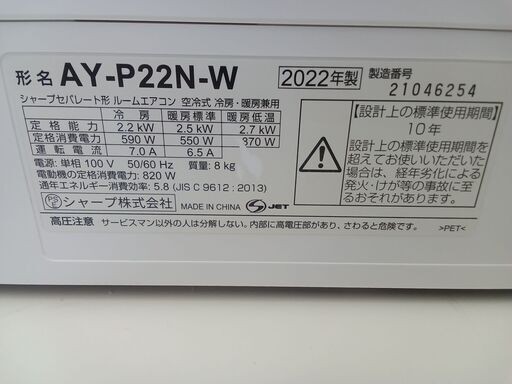 形名 AY-P22N-W 2022年製 製造番号 21046254
シャープセパレート形 ルームエアコン 空冷式 冷房・暖房兼用
冷房 暖房標準 暖房低温
定格能力 2.2 kW 2.5 kW 2.7 kW
定格消費電力 590 W 550 W 870 W
運転電流 7.0 A 6.5 A
電源: 単相 100 V 50/60 Hz 質量: 8 kg
電動機の定格消費電力: 820 W
通年エネルギー消費効率: 5.8 (JIS C 9612 : 2013)
PSE シャープ株式会社 MADE IN CHINA S JET
【設計上の標準使用期間】
10年
設計上の標準使用期間を
超えてお使いいただいた
場合は、経年劣化による
発火・けが等の事故に至
るおそれがあります。
高圧注意 サービスマン以外の人は分解しない。内部に高電圧部があり、さわると危険です。 >PET<